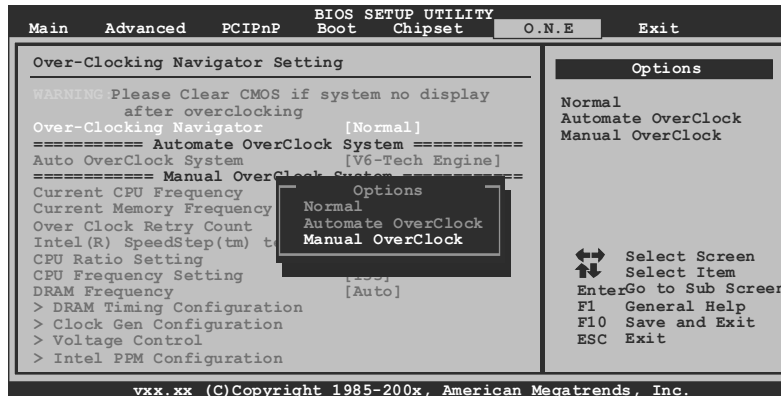 BIOS SETUP UTILITY
Main Advanced PCIPnP Boot Chipset O.N.E Exit
Over-Clocking Navigator Setting
WARNING:Please Clear CMOS if system no display
after overclocking
Over-Clocking Navigator [Normal]
=========== Automate OverClock System ===========
Auto OverClock System [V6-Tech Engine]
============ Manual OverClock System ============
Current CPU Frequency
Current Memory Frequency
Over Clock Retry Count
Intel(R) SpeedStep(tm)
CPU Ratio Setting
CPU Frequency Setting
DRAM Frequency [Auto]
> DRAM Timing Configuration
> Clock Gen Configuration
> Voltage Control
> Intel PPM Configuration
Options
Normal
Automate OverClock
Manual OverClock
Options
Normal
Automate OverClock
Manual OverClock
Select Screen
Select Item
Enter Go to Sub Screen
F1 General Help
F10 Save and Exit
ESC Exit
vxx.xx (C)Copyright 1985-200x, American Megatrends, Inc.